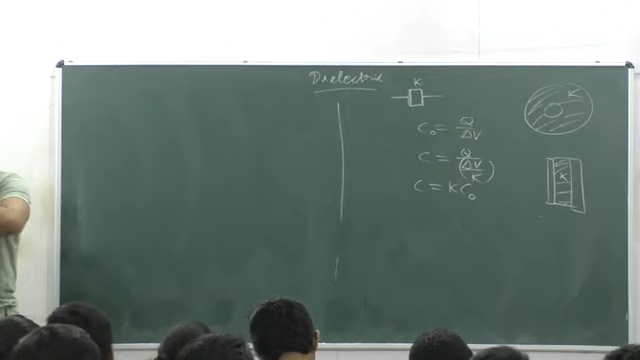 Dielectric
K
C₀ = Q/ΔV
K
C = Q/(ΔV/K)
K
C = KC₀